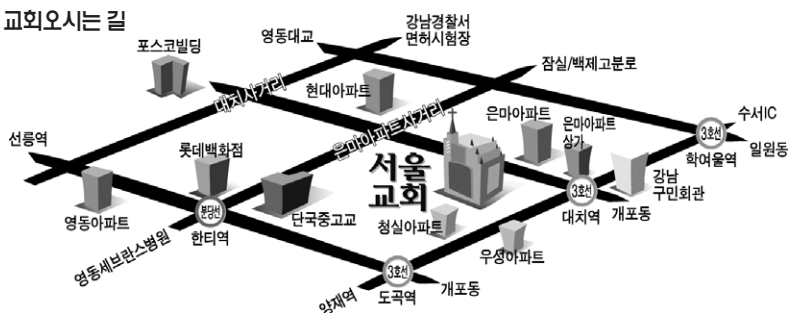 교회오시는 길
포스코빌딩
영동대교
강남경찰서
면허시험장
대치사거리
현대아파트
잠실/백제고분로
은마아파트사거리
선릉역
롯데백화점
은마아파트
은마아파트
상가
수서IC
3호선
일원동
학여울역
서울
교회
영동아파트
분당선
한티역
단국중고교
3호선
대치역
강남
구민회관
개포동
청실아파트
우성아파트
영동세브란스병원
3호선
도곡역
양재역
개포동